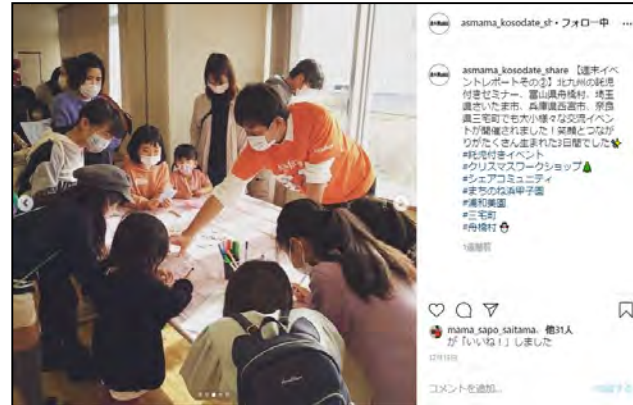 asmama_kosodate_sh・フォロー中 …
asmama_kosodate_share 【週末イベ
ントレポートその②】北九州の託児
付きセミナー、富山県舟橋村、埼玉
県さいたま市、兵庫県西宮市、奈良
県三宅町でも大小様々な交流イベン
トが開催されました！笑顔とつなが
りがたくさん生まれた3日間でした✨
#託児付きイベント
#クリスマスワークショップ🎄
#シェアコミュニティ
#まちのね浜甲子園
#浦和美園
#三宅町
#舟橋村⛄
1週間前
mama_sapo_saitama、他31人
が「いいね！」しました
コメントを追加...